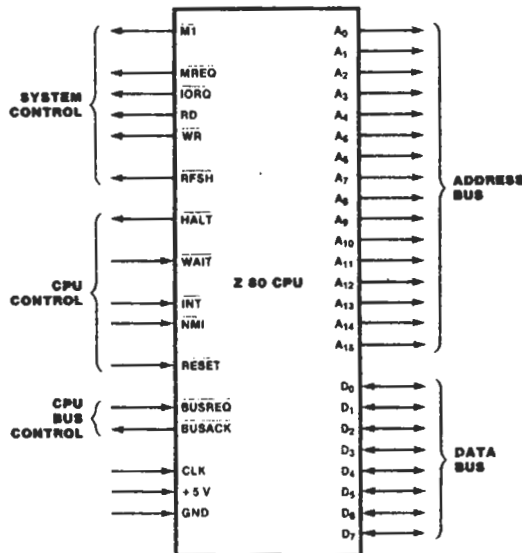 SYSTEM
CONTROL
CPU
CONTROL
CPU
BUS
CONTROL
M1
MREQ
IORQ
RD
WR
RFSH
HALT
WAIT
INT
NMI
RESET
BUSREQ
BUSACK
CLK
+5 V
GND
Z 80 CPU
A0
A1
A2
A3
A4
A5
A6
A7
A8
A9
A10
A11
A12
A13
A14
A15
D0
D1
D2
D3
D4
D5
D6
D7
ADDRESS
BUS
DATA
BUS